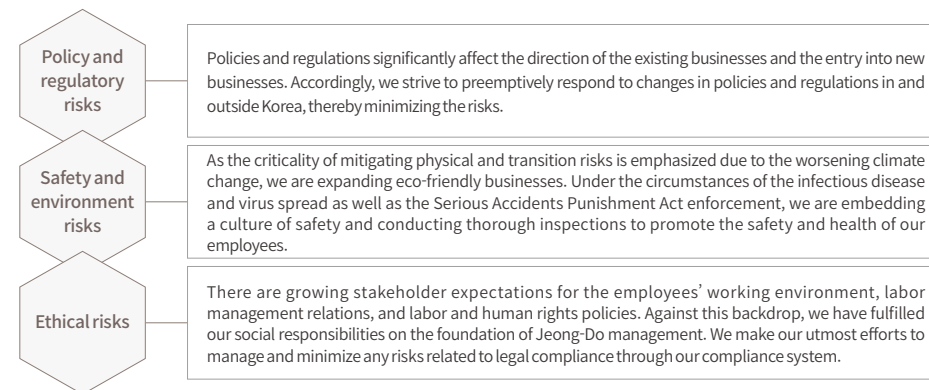 Policy and
regulatory
risks
Policies and regulations significantly affect the direction of the existing businesses and the entry into new
businesses. Accordingly, we strive to preemptively respond to changes in policies and regulations in and
outside Korea, thereby minimizing the risks.
Safety and
environment
risks
As the criticality of mitigating physical and transition risks is emphasized due to the worsening climate
change, we are expanding eco-friendly businesses. Under the circumstances of the infectious disease
and virus spread as well as the Serious Accidents Punishment Act enforcement, we are embedding
a culture of safety and conducting thorough inspections to promote the safety and health of our
employees.
Ethical risks
There are growing stakeholder expectations for the employees’ working environment, labor
management relations, and labor and human rights policies. Against this backdrop, we have fulfilled
our social responsibilities on the foundation of Jeong-Do management. We make our utmost efforts to
manage and minimize any risks related to legal compliance through our compliance system.